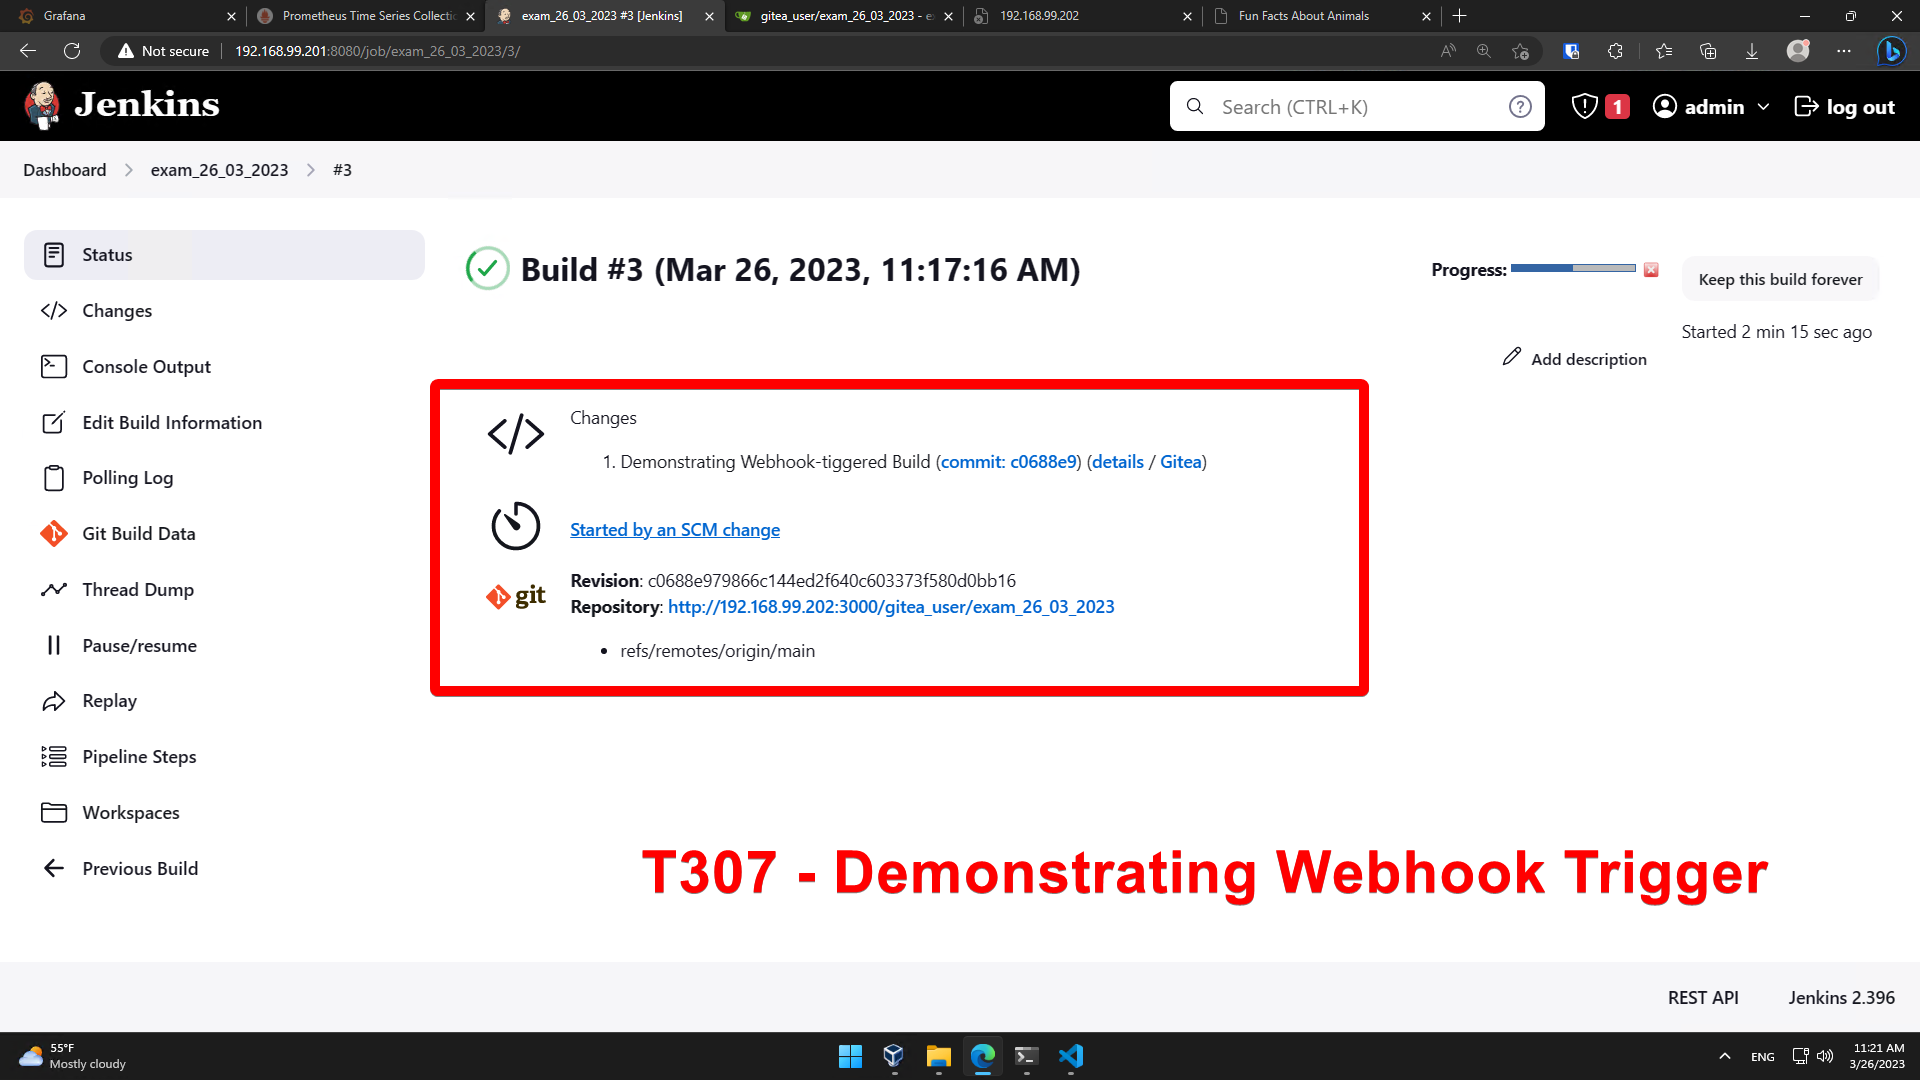 Grafana
Prometheus Time Series Collectic
exam_26_03_2023 #3 [Jenkins]
gitea_user/exam_26_03_2023 - e
192.168.99.202
Fun Facts About Animals
Not secure
192.168.99.201:8080/job/exam_26_03_2023/3/
Jenkins
Search (CTRL+K)
1
admin
log out
Dashboard
exam_26_03_2023
#3
Status
Changes
Console Output
Edit Build Information
Polling Log
Git Build Data
Thread Dump
Pause/resume
Replay
Pipeline Steps
Workspaces
Previous Build
Build #3 (Mar 26, 2023, 11:17:16 AM)
Progress:
Keep this build forever
Started 2 min 15 sec ago
Add description
Changes
1. Demonstrating Webhook-tiggered Build (commit: c0688e9) (details / Gitea)
Started by an SCM change
git
Revision: c0688e979866c144ed2f640c603373f580d0bb16
Repository: http://192.168.99.202:3000/gitea_user/exam_26_03_2023
• refs/remotes/origin/main
T307 - Demonstrating Webhook Trigger
REST API
Jenkins 2.396
55°F
Mostly cloudy
ENG
11:21 AM
3/26/2023